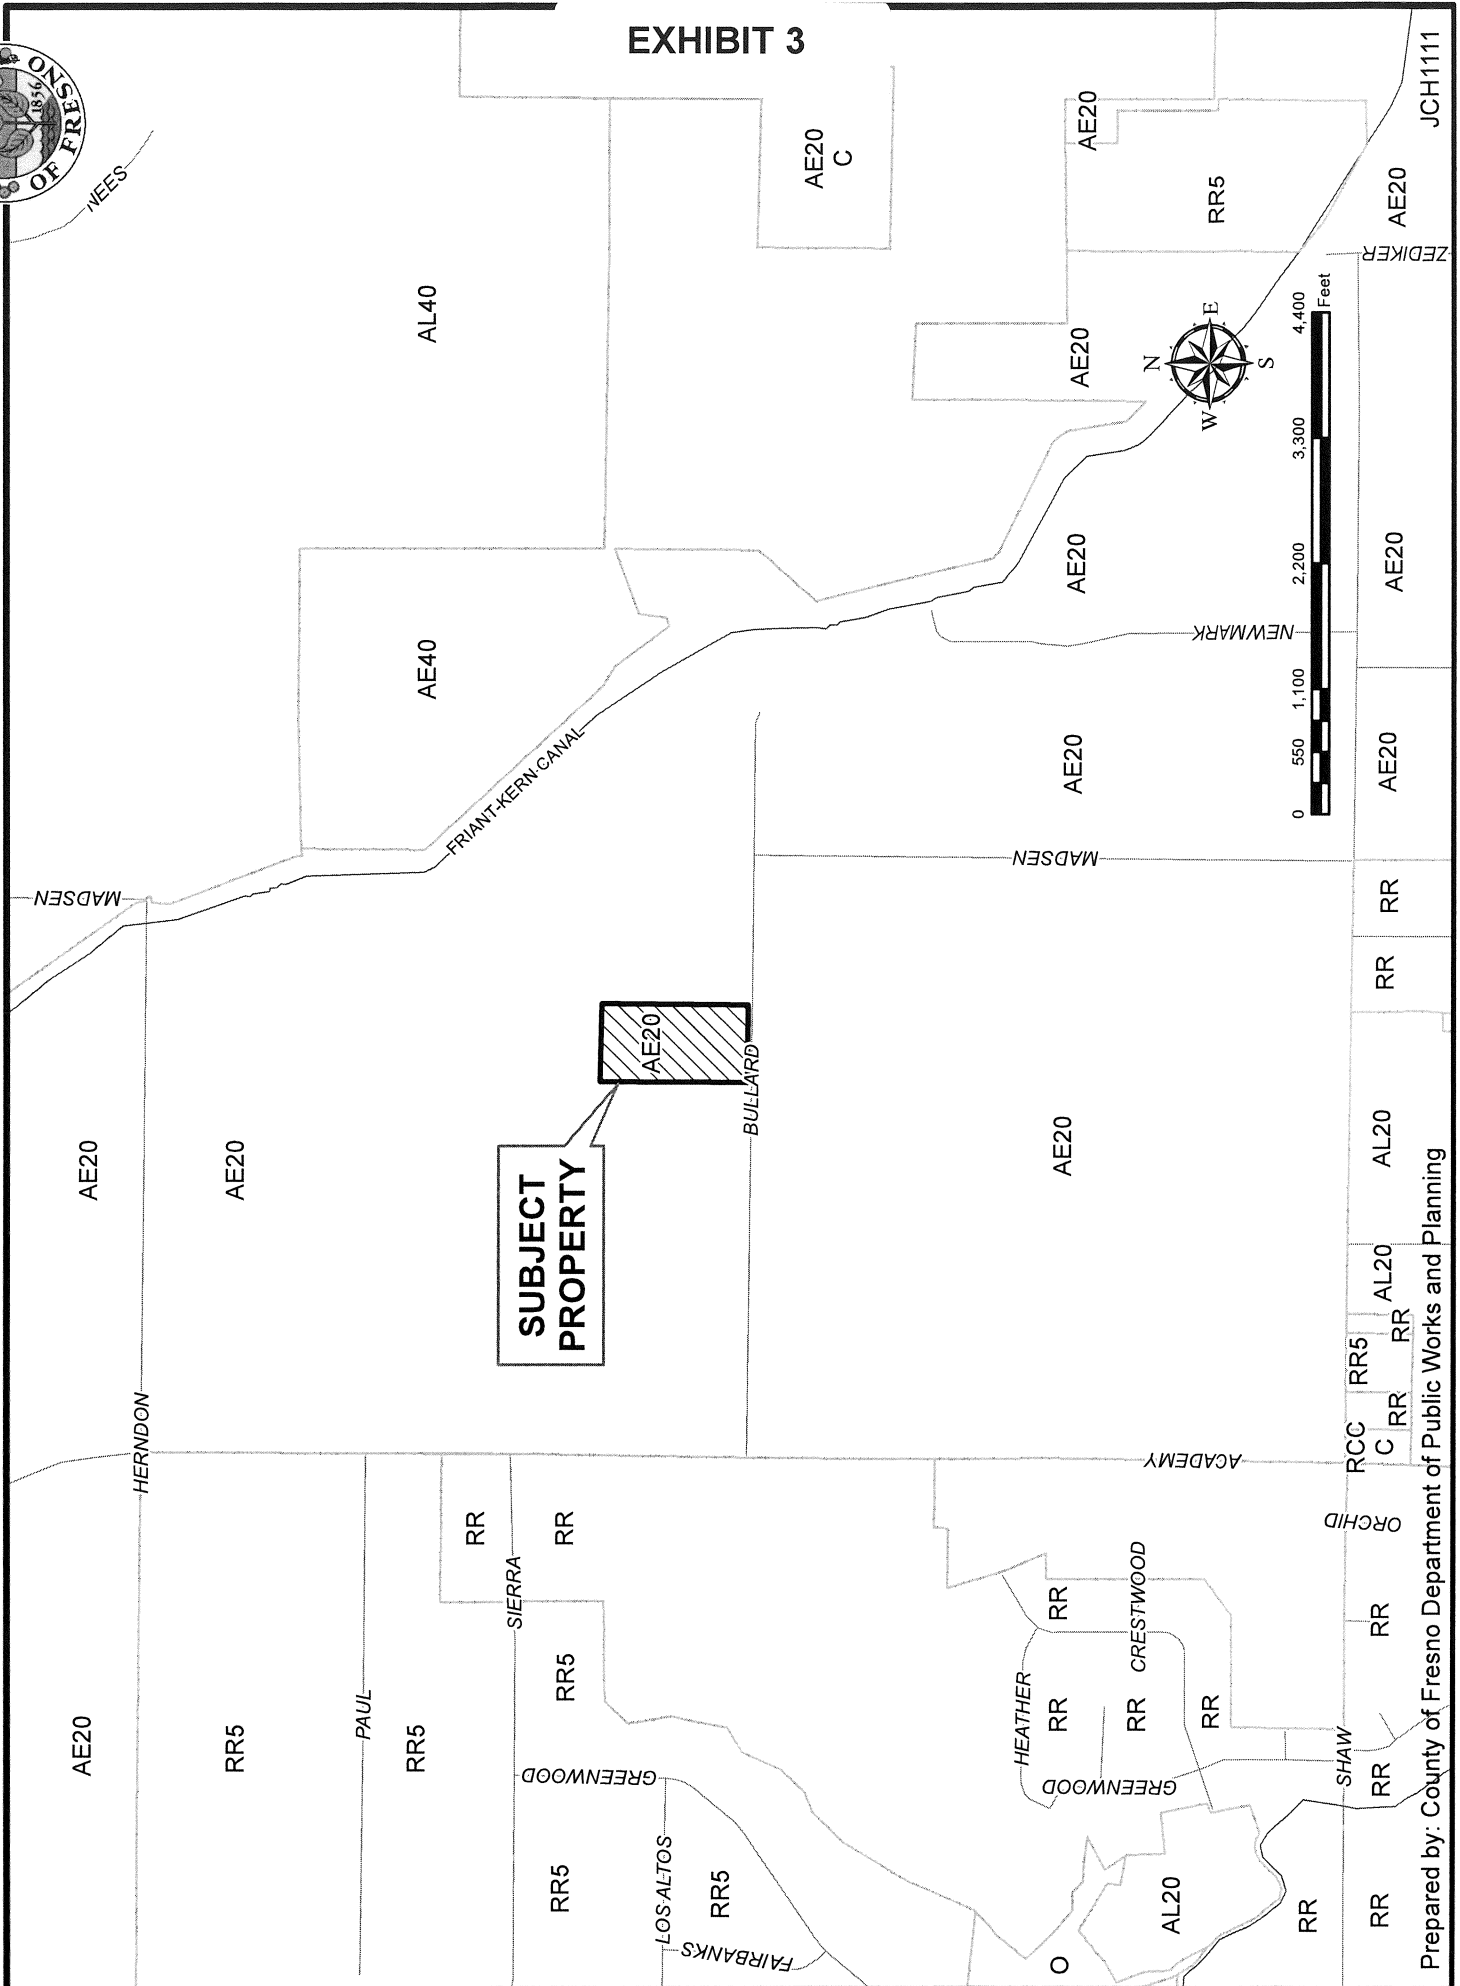 EXHIBIT 3
ONSE
1856
OF FRES
NEES
AL40
AE20
C
AE20
RR5
AE20
ZEDIKER
JCH1111
AE40
FRIANT-KERN-CANAL
AE20
AE20
NEWMARK
AE20
N
W
E
S
0
550
1,100
2,200
3,300
4,400
Feet
AE20
AE20
MADSEN
MADSEN
RR
RR
AE20
AE20
HERNDON
SUBJECT
PROPERTY
AE20
BULLARD
AE20
AL20
AL20
RR
RR5
RR
RCC
C
ACADEMY
ORCHID
AE20
RR5
PAUL
RR5
RR
SIERRA
RR
RR5
GREENWOOD
RR5
LOS ALTOS
RR5
FAIRBANKS
RR
CRESTWOOD
HEATHER
RR
RR
RR
GREENWOOD
RR
SHAW
RR
AL20
O
RR
RR
Prepared by: County of Fresno Department of Public Works and Planning